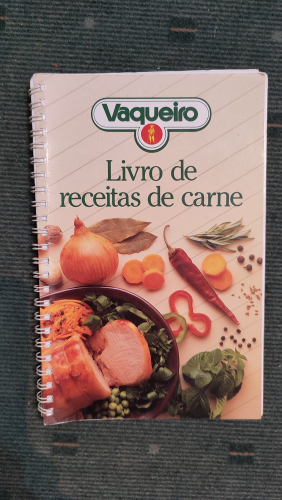 Vaqueiro
Livro de
receitas de carne